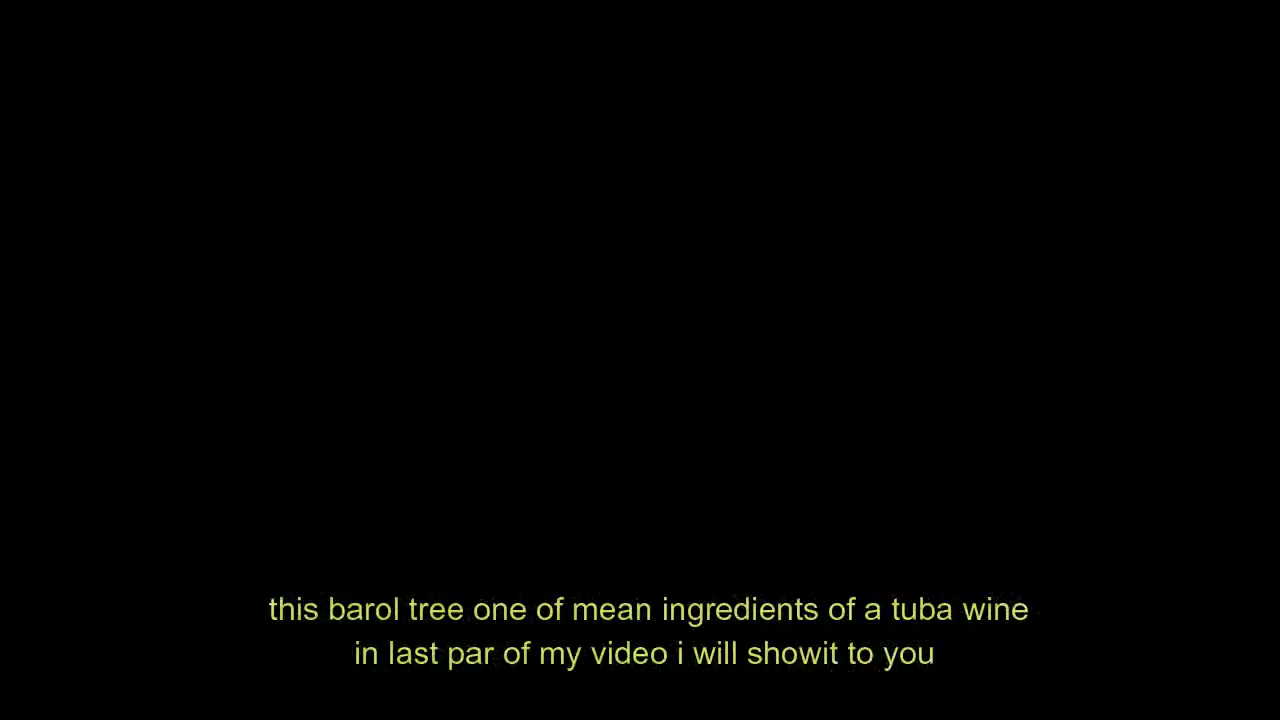 this barol tree one of mean ingredients of a tuba wine
in last par of my video i will showit to you